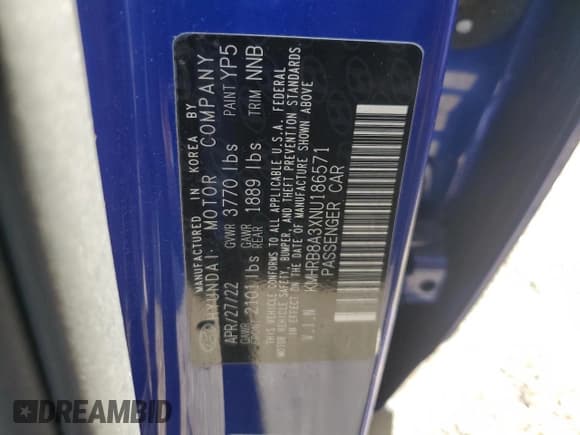 MANUFACTURED IN KOREA BY
HYUNDAI MOTOR COMPANY
APR/27/22 GVWR 3770 lbs PAINT YP5
GAWR FRONT 2101 lbs GAWR REAR 1889 lbs TRIM NNB
THIS VEHICLE CONFORMS TO ALL APPLICABLE U.S.A. FEDERAL
MOTOR VEHICLE SAFETY, BUMPER, AND THEFT PREVENTION STANDARDS
IN EFFECT ON THE DATE OF MANUFACTURE SHOWN ABOVE
V.I.N KMHRB8A3XNU186571
PASSENGER CAR
DREAMBID